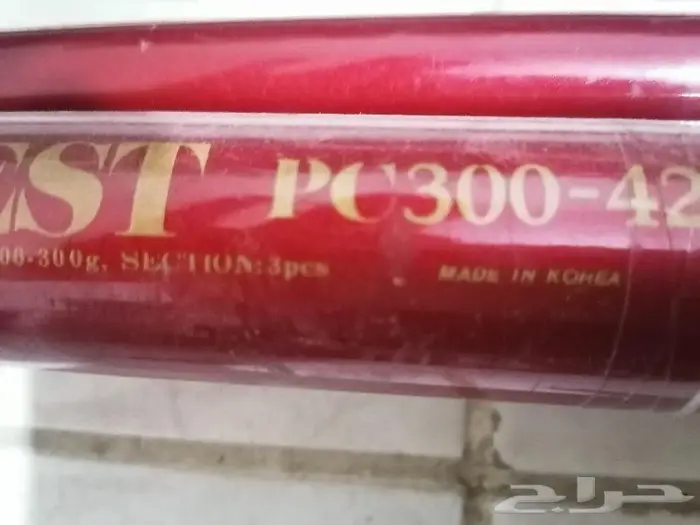 EST PC300-42
00-300g. SECTION:3pcs MADE IN KOREA
حراج